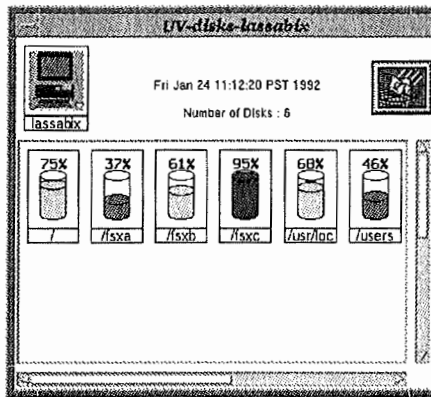 UV-disks-lassabix
Fri Jan 24 11:12:20 PST 1992
Number of Disks : 6
lassabix
75% 37% 61% 95% 68% 46%
/ /fsxa /fsxb /fsxc /usr/loc /users